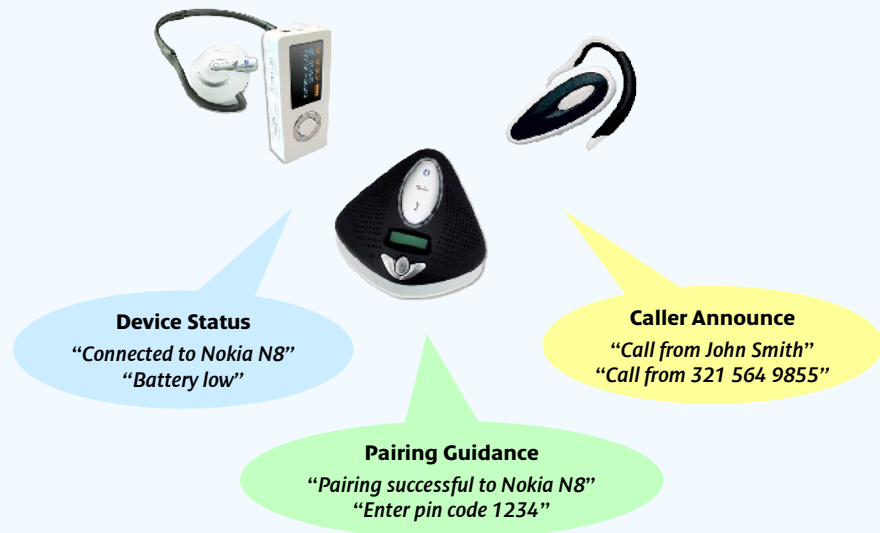 Device Status
“Connected to Nokia N8”
“Battery low”
Caller Announce
“Call from John Smith”
“Call from 321 564 9855”
Pairing Guidance
“Pairing successful to Nokia N8”
“Enter pin code 1234”